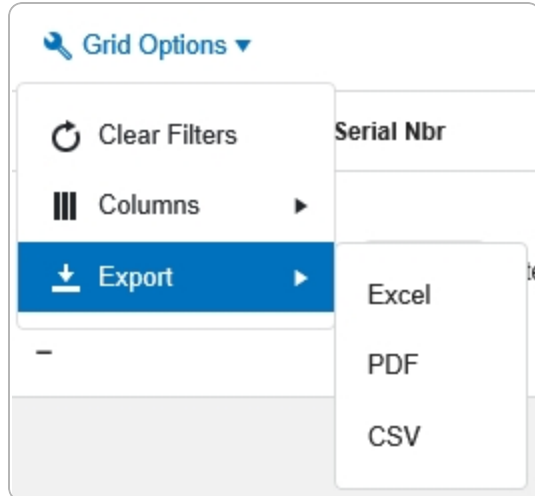 Grid Options
Clear Filters
Serial Nbr
Columns
Export
Excel
PDF
CSV
–